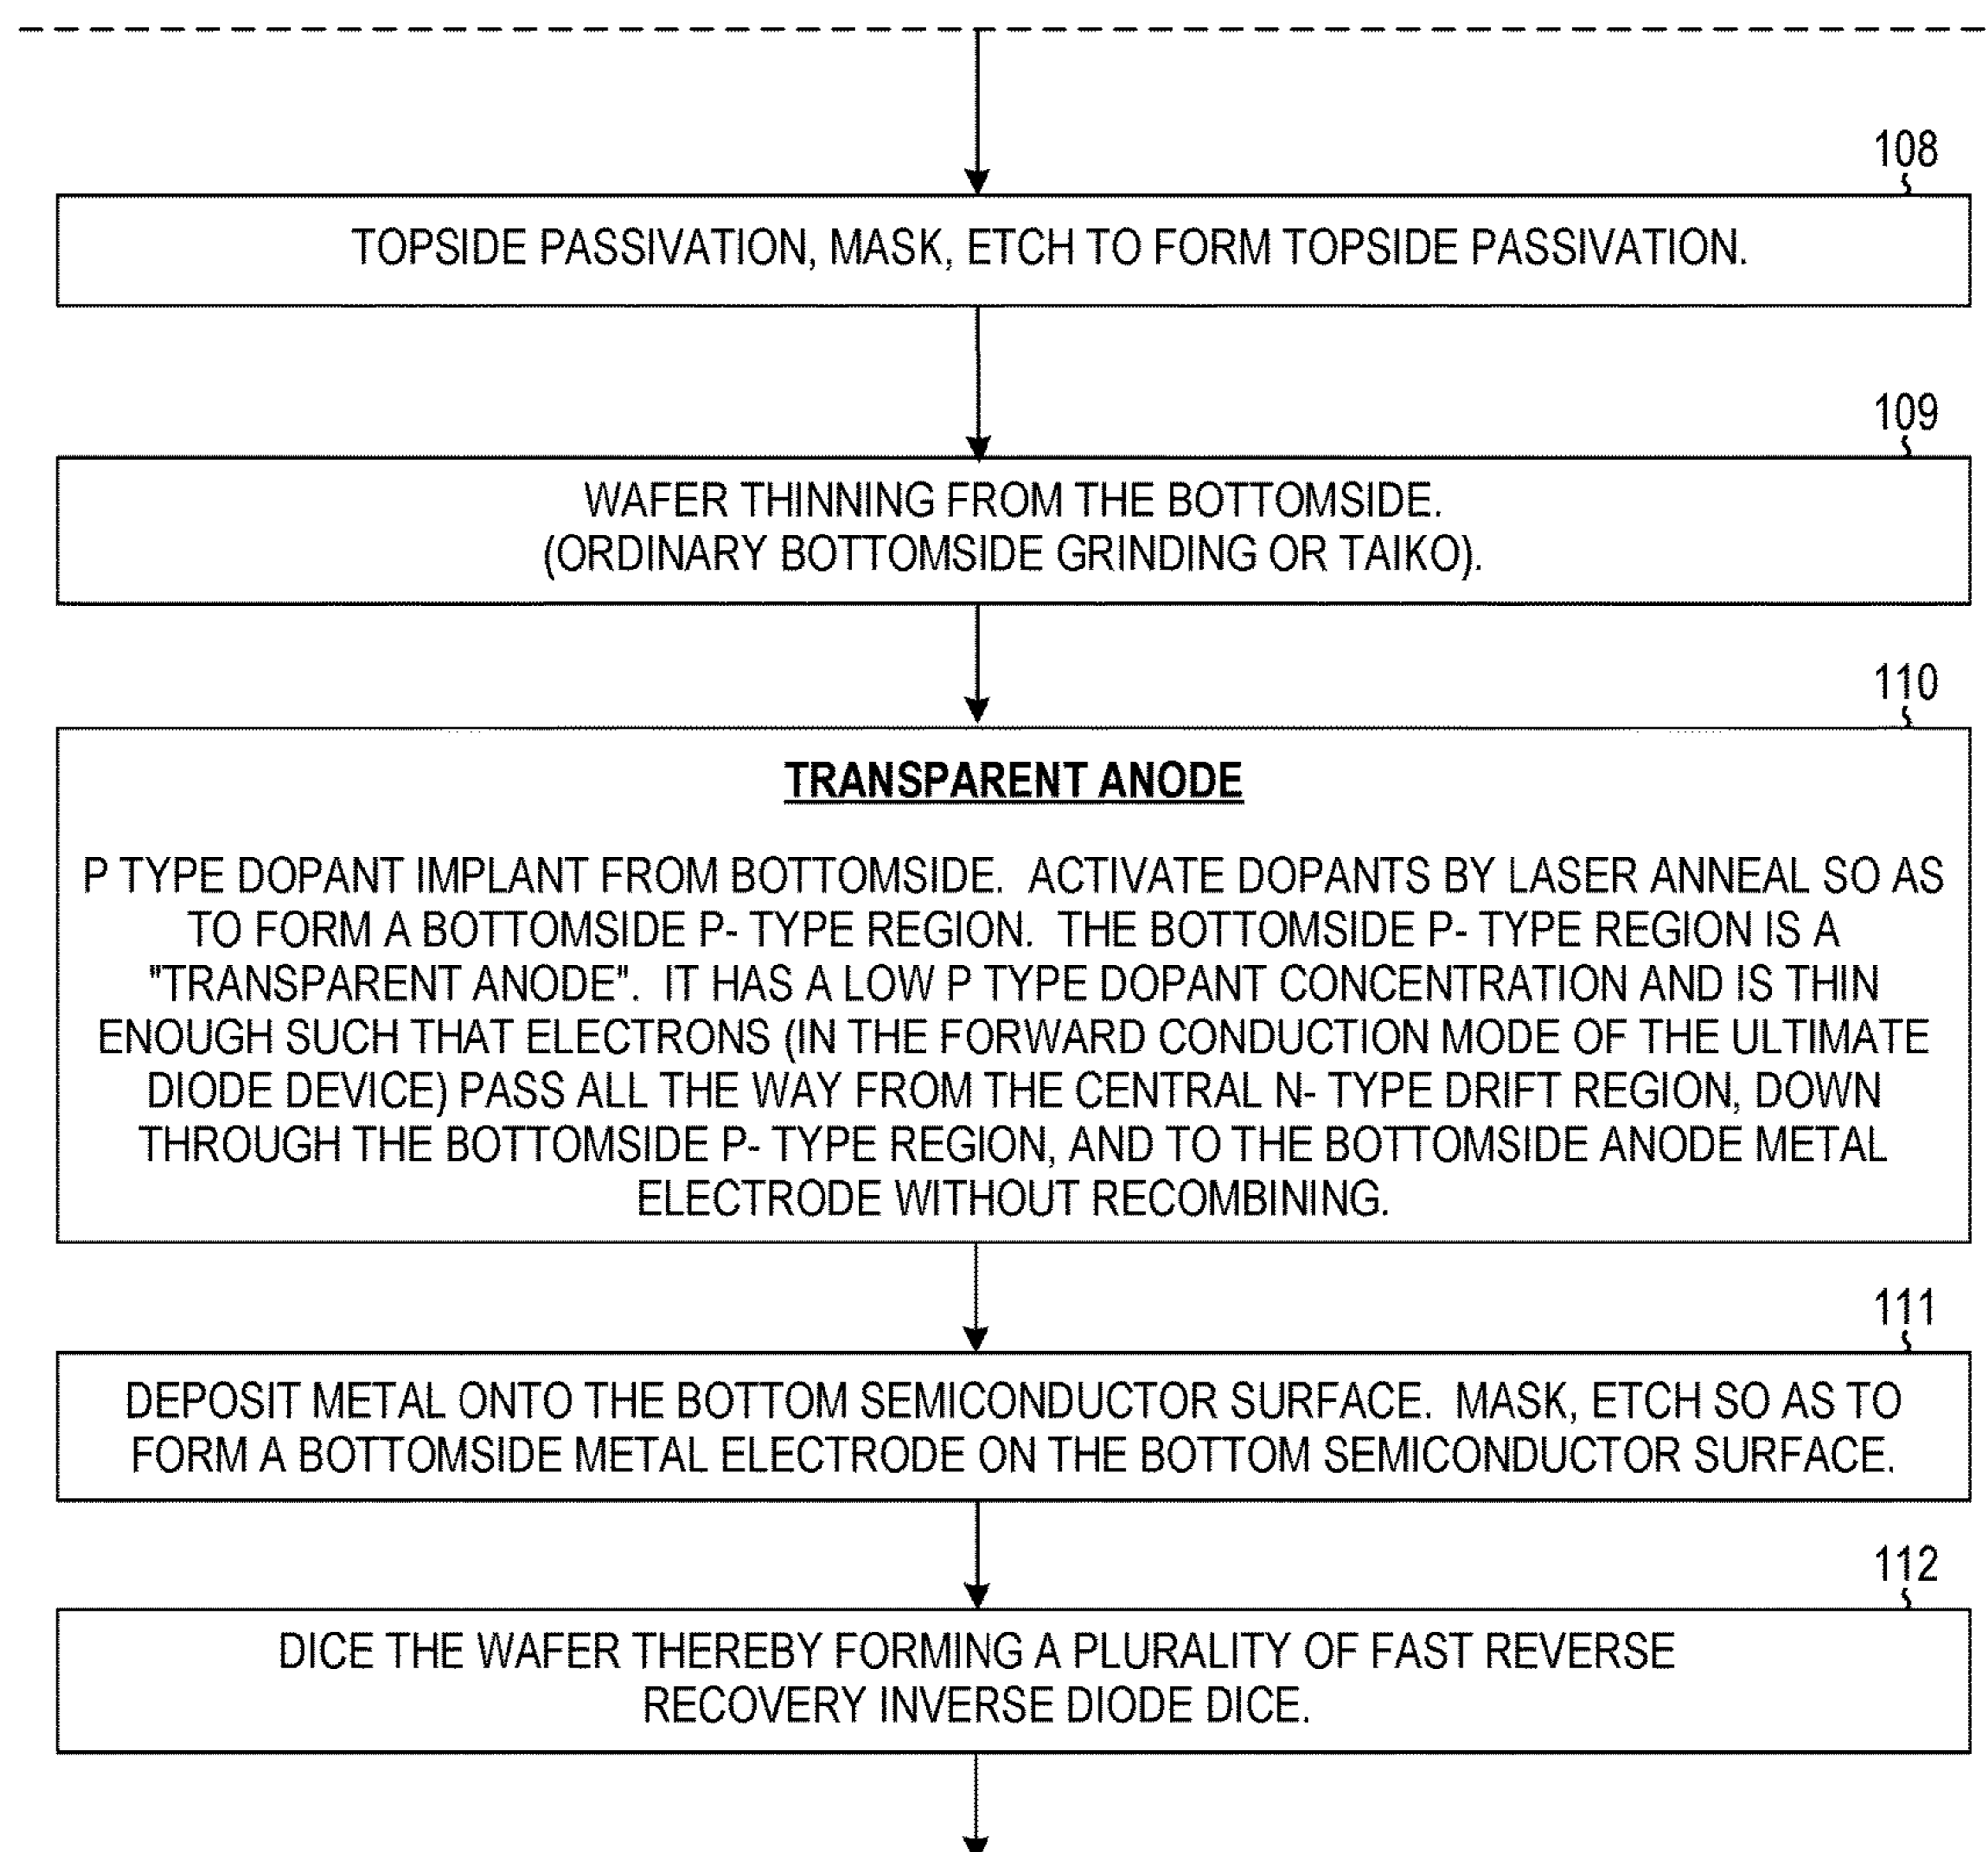 108
TOPSIDE PASSIVATION, MASK, ETCH TO FORM TOPSIDE PASSIVATION.
109
WAFER THINNING FROM THE BOTTOMSIDE.
(ORDINARY BOTTOMSIDE GRINDING OR TAIKO).
110
TRANSPARENT ANODE
P TYPE DOPANT IMPLANT FROM BOTTOMSIDE. ACTIVATE DOPANTS BY LASER ANNEAL SO AS
TO FORM A BOTTOMSIDE P- TYPE REGION. THE BOTTOMSIDE P- TYPE REGION IS A
"TRANSPARENT ANODE". IT HAS A LOW P TYPE DOPANT CONCENTRATION AND IS THIN
ENOUGH SUCH THAT ELECTRONS (IN THE FORWARD CONDUCTION MODE OF THE ULTIMATE
DIODE DEVICE) PASS ALL THE WAY FROM THE CENTRAL N- TYPE DRIFT REGION, DOWN
THROUGH THE BOTTOMSIDE P- TYPE REGION, AND TO THE BOTTOMSIDE ANODE METAL
ELECTRODE WITHOUT RECOMBINING.
111
DEPOSIT METAL ONTO THE BOTTOM SEMICONDUCTOR SURFACE. MASK, ETCH SO AS TO
FORM A BOTTOMSIDE METAL ELECTRODE ON THE BOTTOM SEMICONDUCTOR SURFACE.
112
DICE THE WAFER THEREBY FORMING A PLURALITY OF FAST REVERSE
RECOVERY INVERSE DIODE DICE.